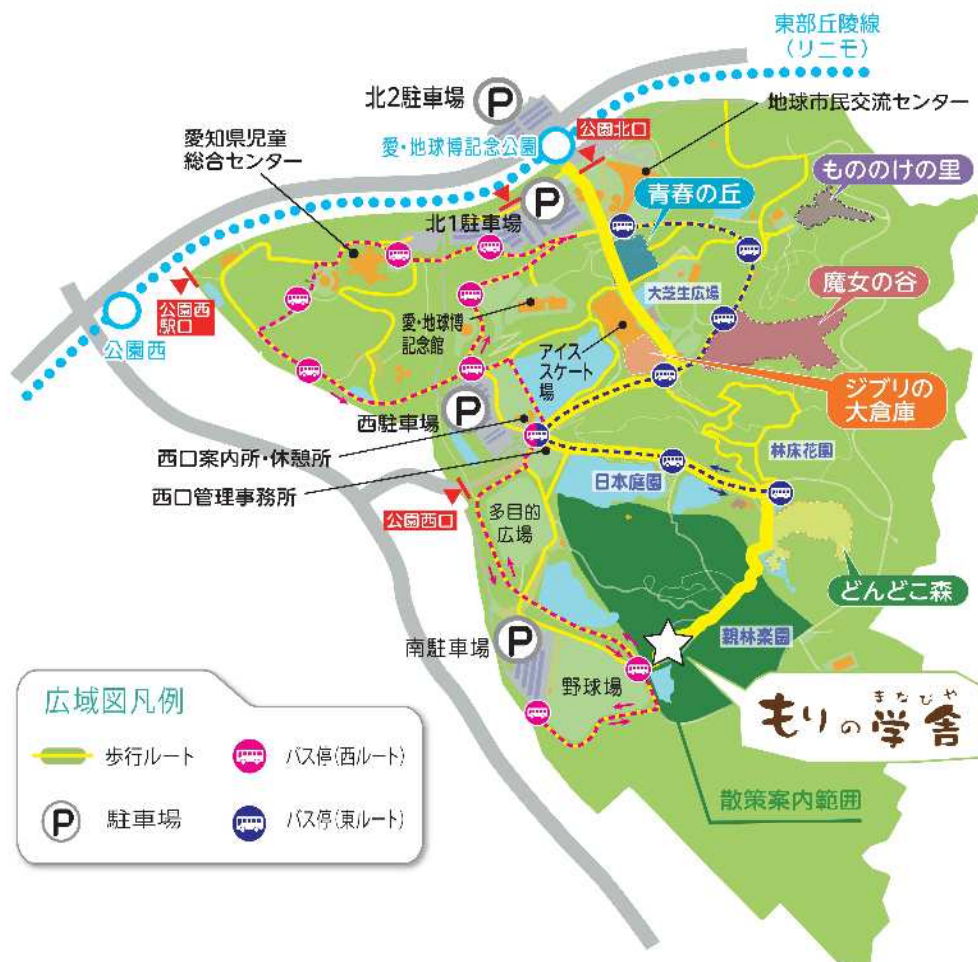 東部丘陵線
（リニモ）
北2駐車場
P
公園北口
地球市民交流センター
愛知県児童
総合センター
愛・地球博記念公園
もののけの里
青春の丘
P
北1駐車場
大芝生広場
魔女の谷
公園西
駅口
公園西
愛・地球博
記念館
アイス
スケート
場
ジブリの
大倉庫
西駐車場
P
林床花園
西口案内所・休憩所
西口管理事務所
日本庭園
公園西口
多目的
広場
どんどこ森
親林楽園
南駐車場
P
野球場
まなびや
もりの学舎
散策案内範囲
広域図凡例
歩行ルート
バス停(西ルート)
P
駐車場
バス停(東ルート)